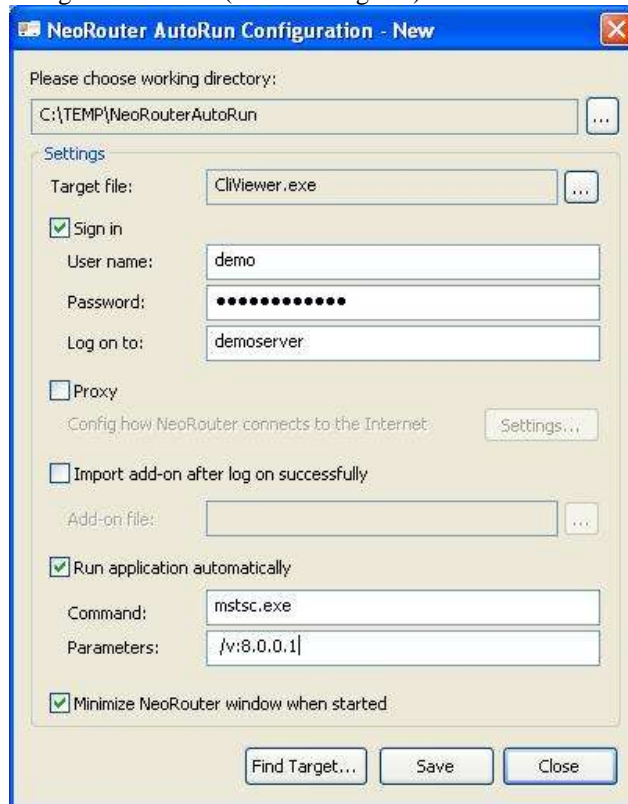 NeoRouter AutoRun Configuration - New
Please choose working directory:
C:\TEMP\NeoRouterAutoRun
...
Settings
Target file: CliViewer.exe ...
Sign in
User name: demo
Password: ●●●●●●●●●●●●
Log on to: demoserver
Proxy
Config how NeoRouter connects to the Internet Settings...
Import add-on after log on successfully
Add-on file: ...
Run application automatically
Command: mstsc.exe
Parameters: /v:8.0.0.1
Minimize NeoRouter window when started
Find Target... Save Close